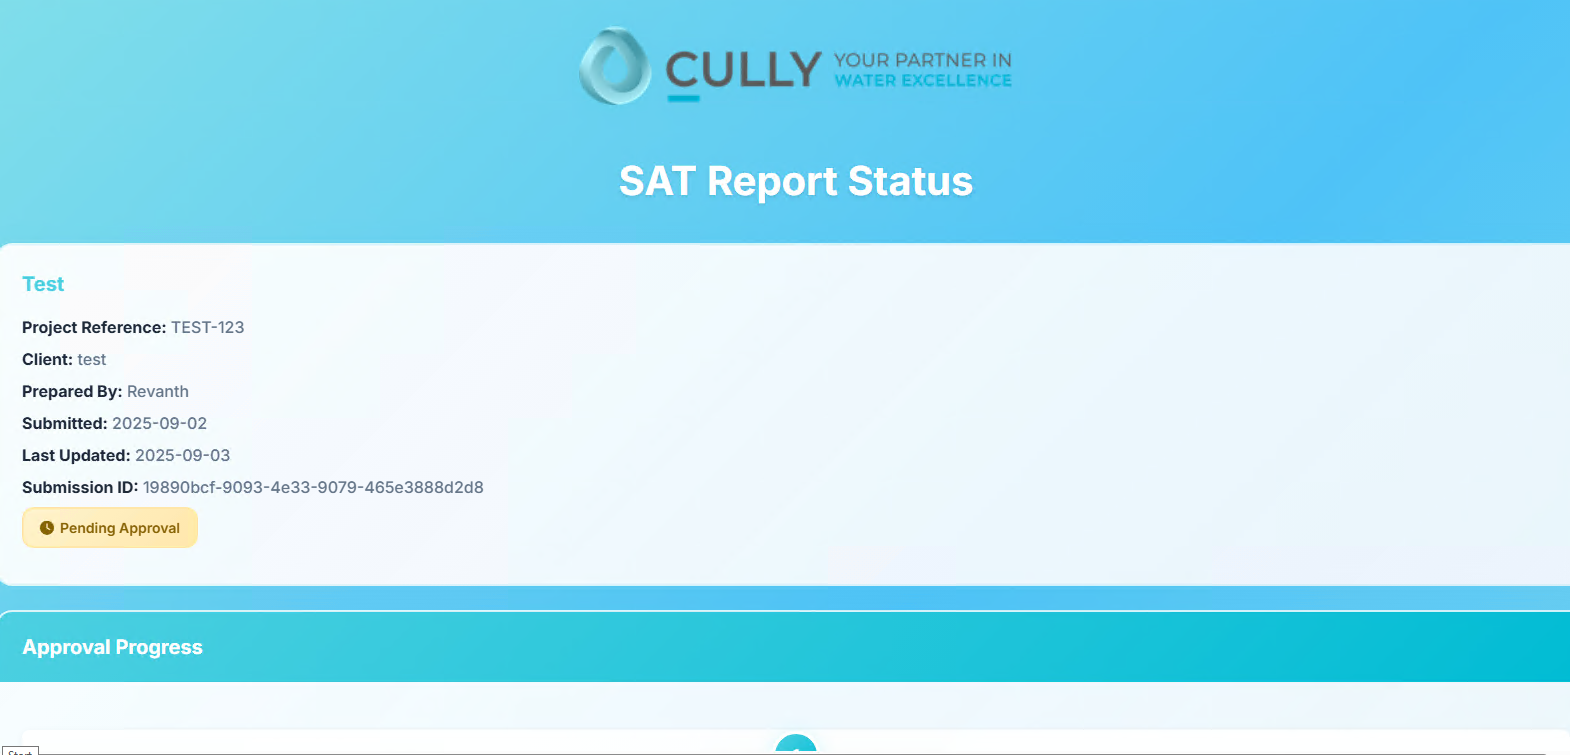 CULLY YOUR PARTNER IN
WATER EXCELLENCE
SAT Report Status
Test
Project Reference: TEST-123
Client: test
Prepared By: Revanth
Submitted: 2025-09-02
Last Updated: 2025-09-03
Submission ID: 19890bcf-9093-4e33-9079-465e3888d2d8
Pending Approval
Approval Progress